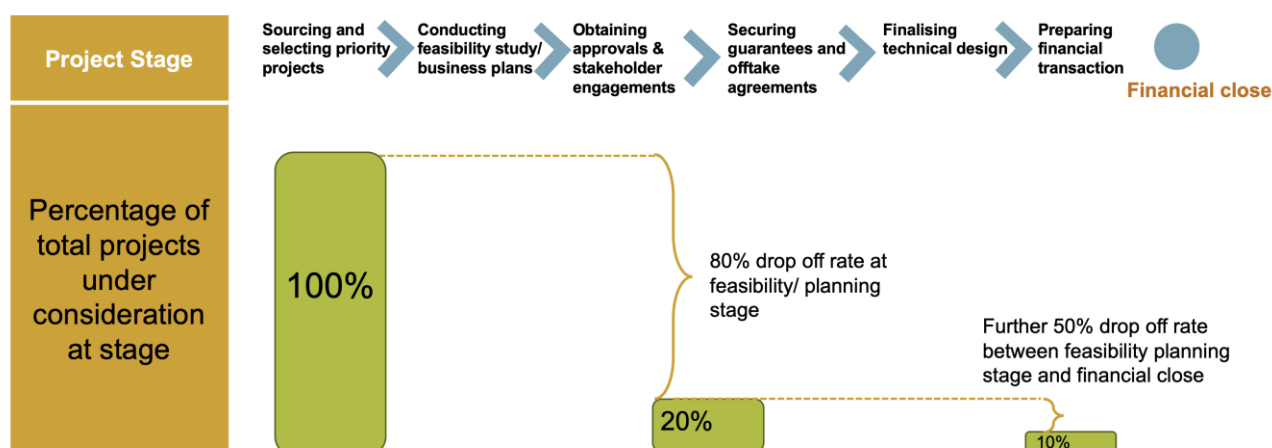 Project Stage
Sourcing and
selecting priority
projects
Conducting
feasibility study/
business plans
Obtaining
approvals &
stakeholder
engagements
Securing
guarantees and
offtake
agreements
Finalising
technical design
Preparing
financial
transaction
Financial close
Percentage of
total projects
under
consideration
at stage
100%
80% drop off rate at
feasibility/ planning
stage
20%
Further 50% drop off rate
between feasibility planning
stage and financial close
10%